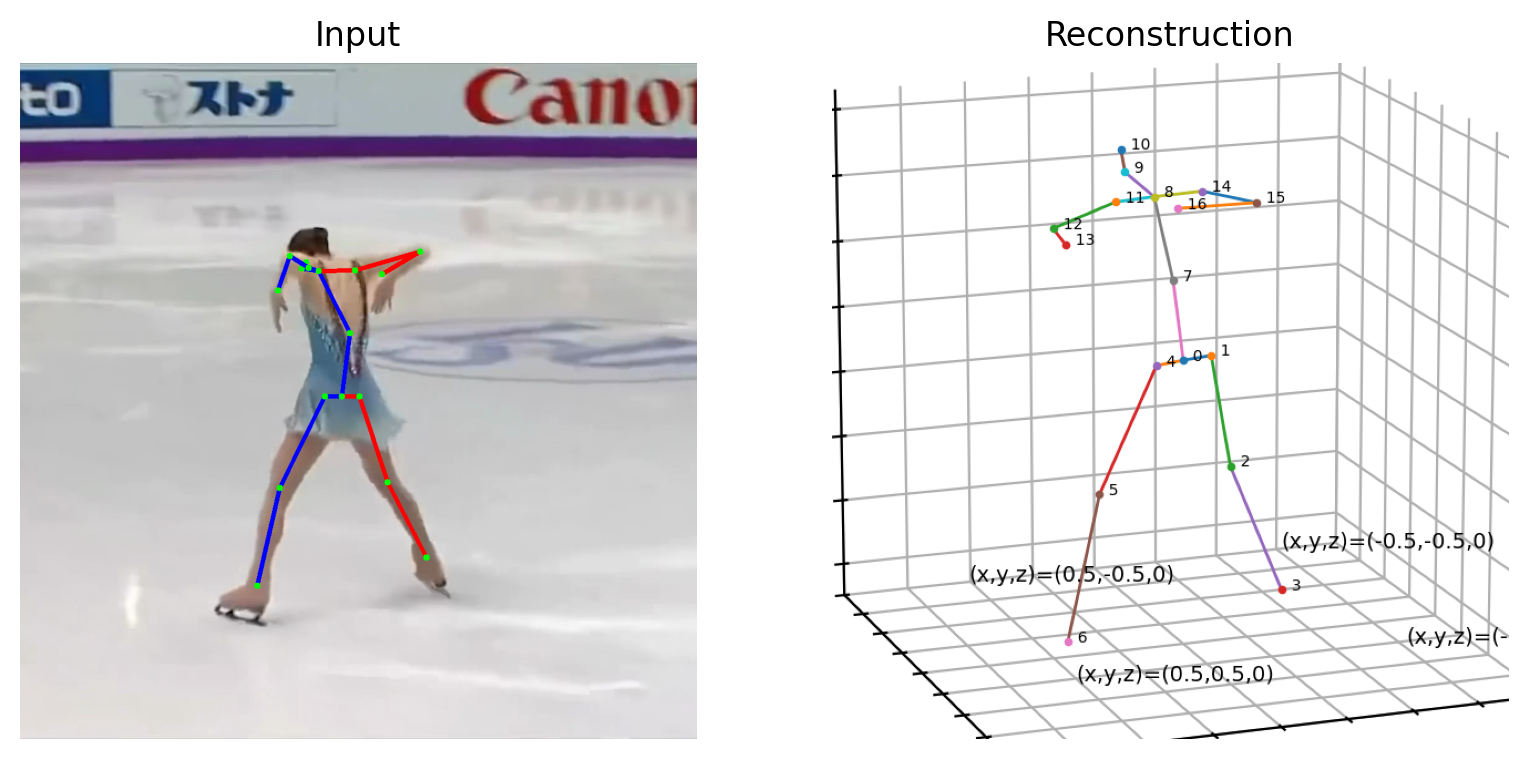 Input
Reconstruction
to
ストナ
Canon
10
9
8
14
11
16
15
12
13
7
4
0
1
2
5
(x,y,z)=(-0.5,-0.5,0)
(x,y,z)=(0.5,-0.5,0)
3
6
(x,y,z)=(-
(x,y,z)=(0.5,0.5,0)